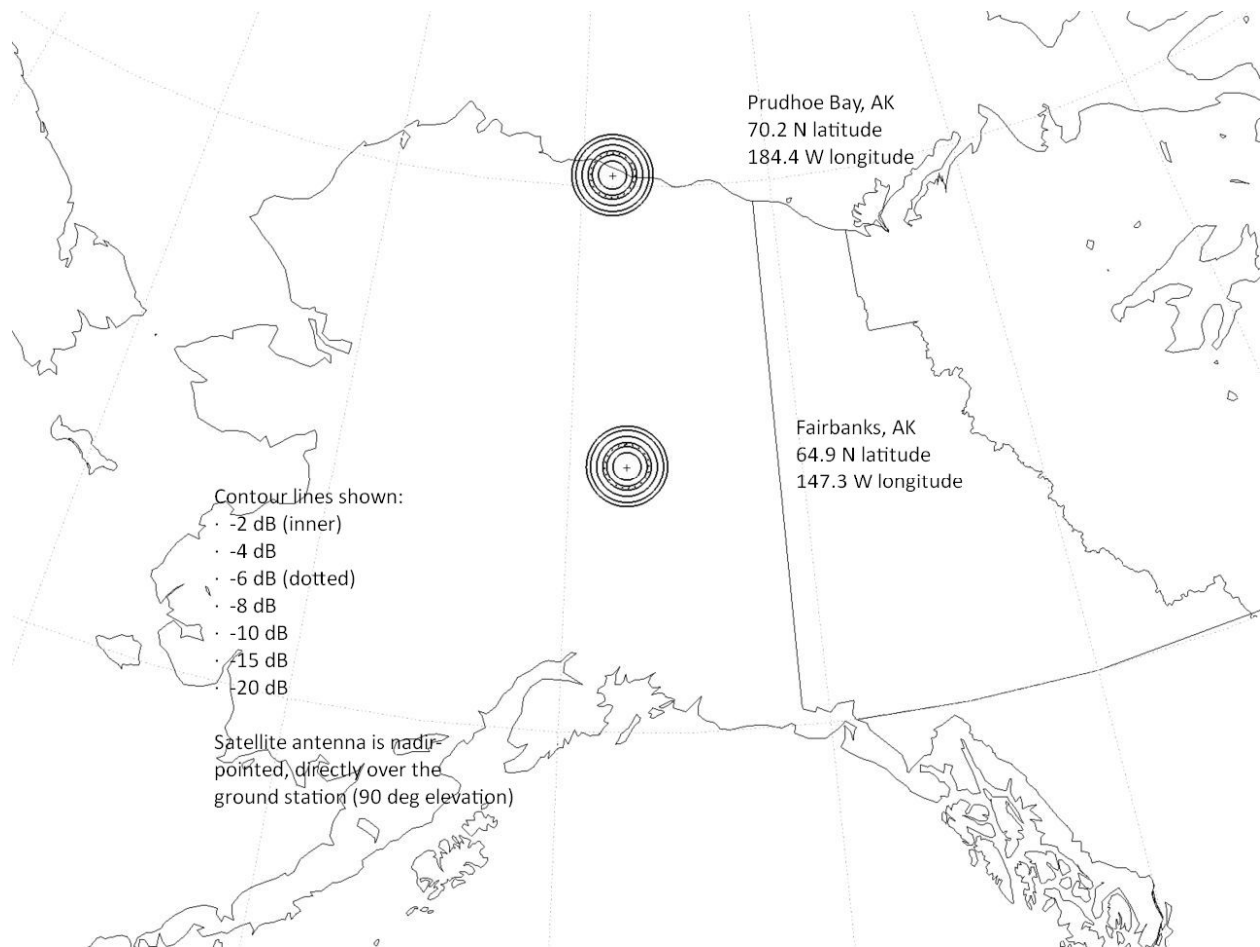 Prudhoe Bay, AK
70.2 N latitude
184.4 W longitude
Fairbanks, AK
64.9 N latitude
147.3 W longitude
Contour lines shown:
· -2 dB (inner)
· -4 dB
· -6 dB (dotted)
· -8 dB
· -10 dB
· -15 dB
· -20 dB
Satellite antenna is nadir-
pointed, directly over the
ground station (90 deg elevation)